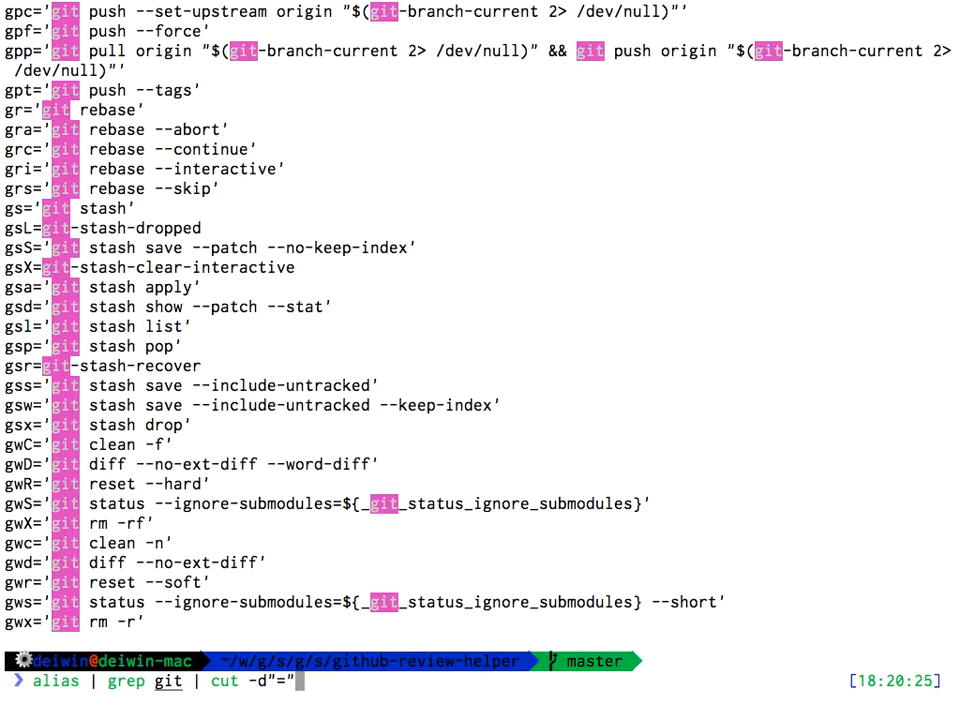 gpc='git push --set-upstream origin "$(git-branch-current 2> /dev/null)"'
gpf='git push --force'
gpp='git pull origin "$(git-branch-current 2> /dev/null)" && git push origin "$(git-branch-current 2>
/dev/null)"'
gpt='git push --tags'
gr='git rebase'
gra='git rebase --abort'
grc='git rebase --continue'
gri='git rebase --interactive'
grs='git rebase --skip'
gs='git stash'
gsL=git-stash-dropped
gsS='git stash save --patch --no-keep-index'
gsX=git-stash-clear-interactive
gsa='git stash apply'
gsd='git stash show --patch --stat'
gsl='git stash list'
gsp='git stash pop'
gsr=git-stash-recover
gss='git stash save --include-untracked'
gsw='git stash save --include-untracked --keep-index'
gsx='git stash drop'
gwC='git clean -f'
gwD='git diff --no-ext-diff --word-diff'
gwR='git reset --hard'
gwS='git status --ignore-submodules=${_git_status_ignore_submodules}'
gwX='git rm -rf'
gwc='git clean -n'
gwd='git diff --no-ext-diff'
gwr='git reset --soft'
gws='git status --ignore-submodules=${_git_status_ignore_submodules} --short'
gwx='git rm -r'
deiwin@deiwin-mac ~/w/g/s/g/s/github-review-helper master
❯ alias | grep git | cut -d"=" [18:20:25]